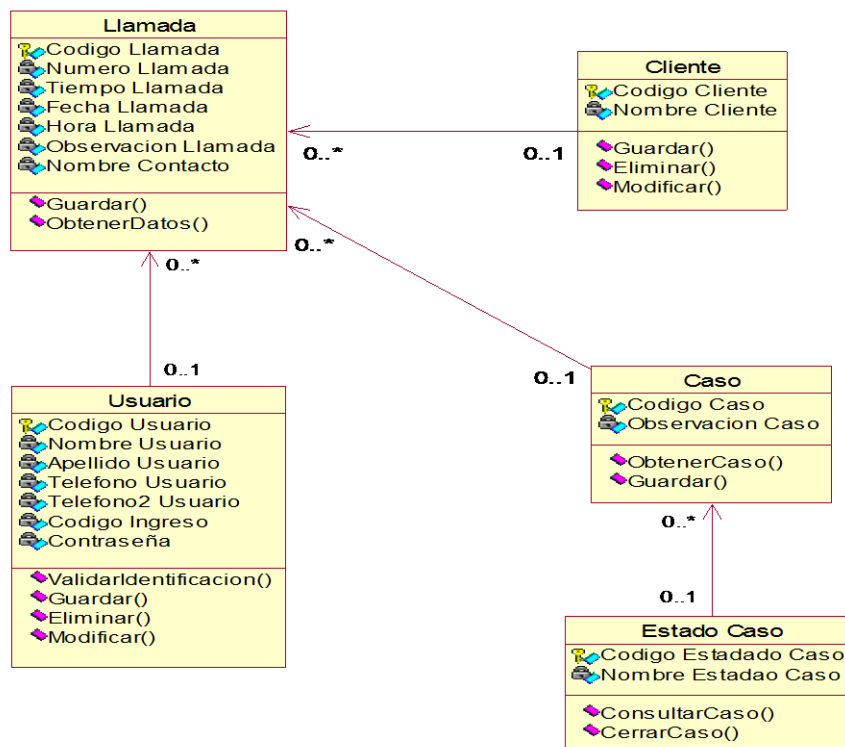 Llamada
Codigo Llamada
Numero Llamada
Tiempo Llamada
Fecha Llamada
Hora Llamada
Observacion Llamada
Nombre Contacto
Guardar()
ObtenerDatos()
Cliente
Codigo Cliente
Nombre Cliente
Guardar()
Eliminar()
Modificar()
0..*
0..1
0..*
0..*
0..1
0..1
Usuario
Codigo Usuario
Nombre Usuario
Apellido Usuario
Telefono Usuario
Telefono2 Usuario
Codigo Ingreso
Contraseña
ValidarIdentificacion()
Guardar()
Eliminar()
Modificar()
Caso
Codigo Caso
Observacion Caso
ObtenerCaso()
Guardar()
0..*
0..1
Estado Caso
Codigo Estadado Caso
Nombre Estadao Caso
ConsultarCaso()
CerrarCaso()